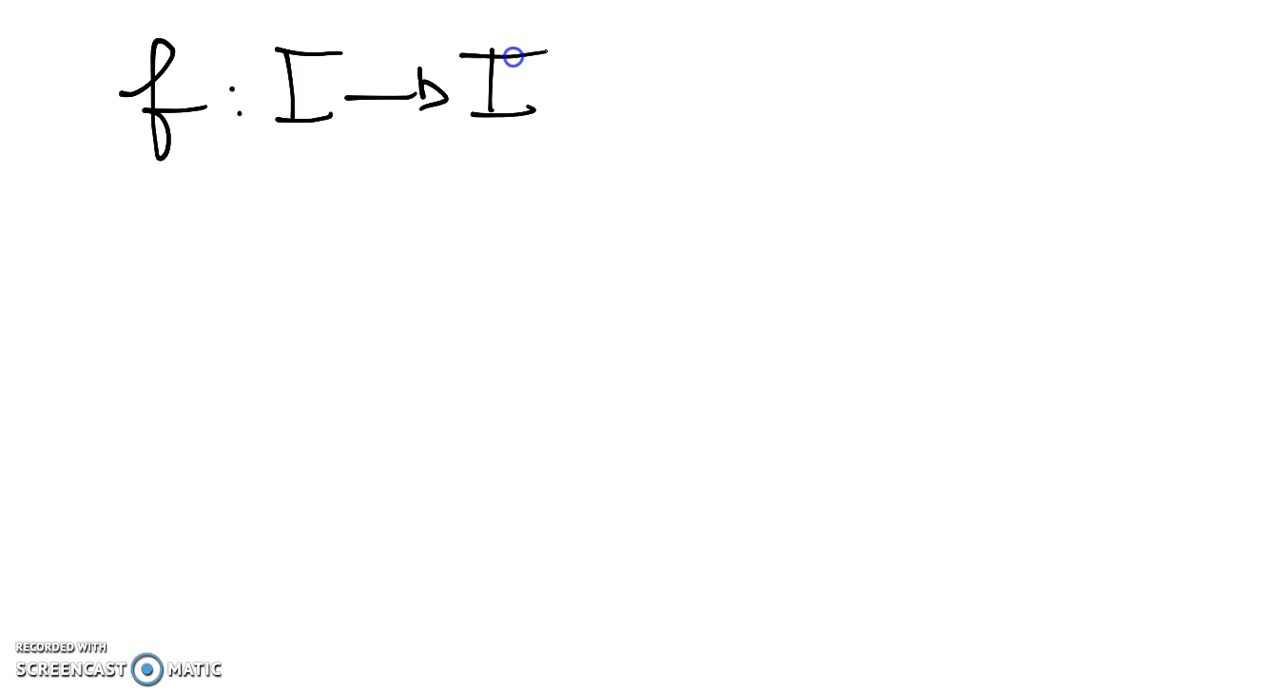 f : I → I
RECORDED WITH
SCREENCAST MATIC